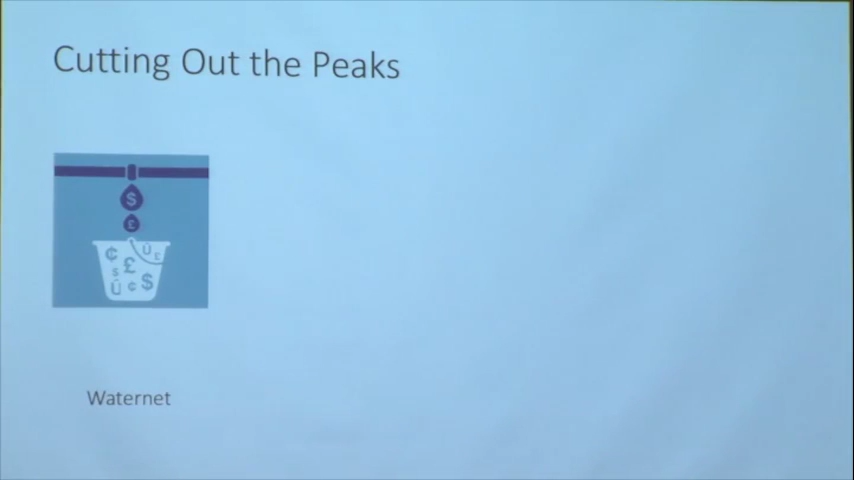 Cutting Out the Peaks
$
£
¢ Ü £
£
$ $
Ü ¢
Waternet